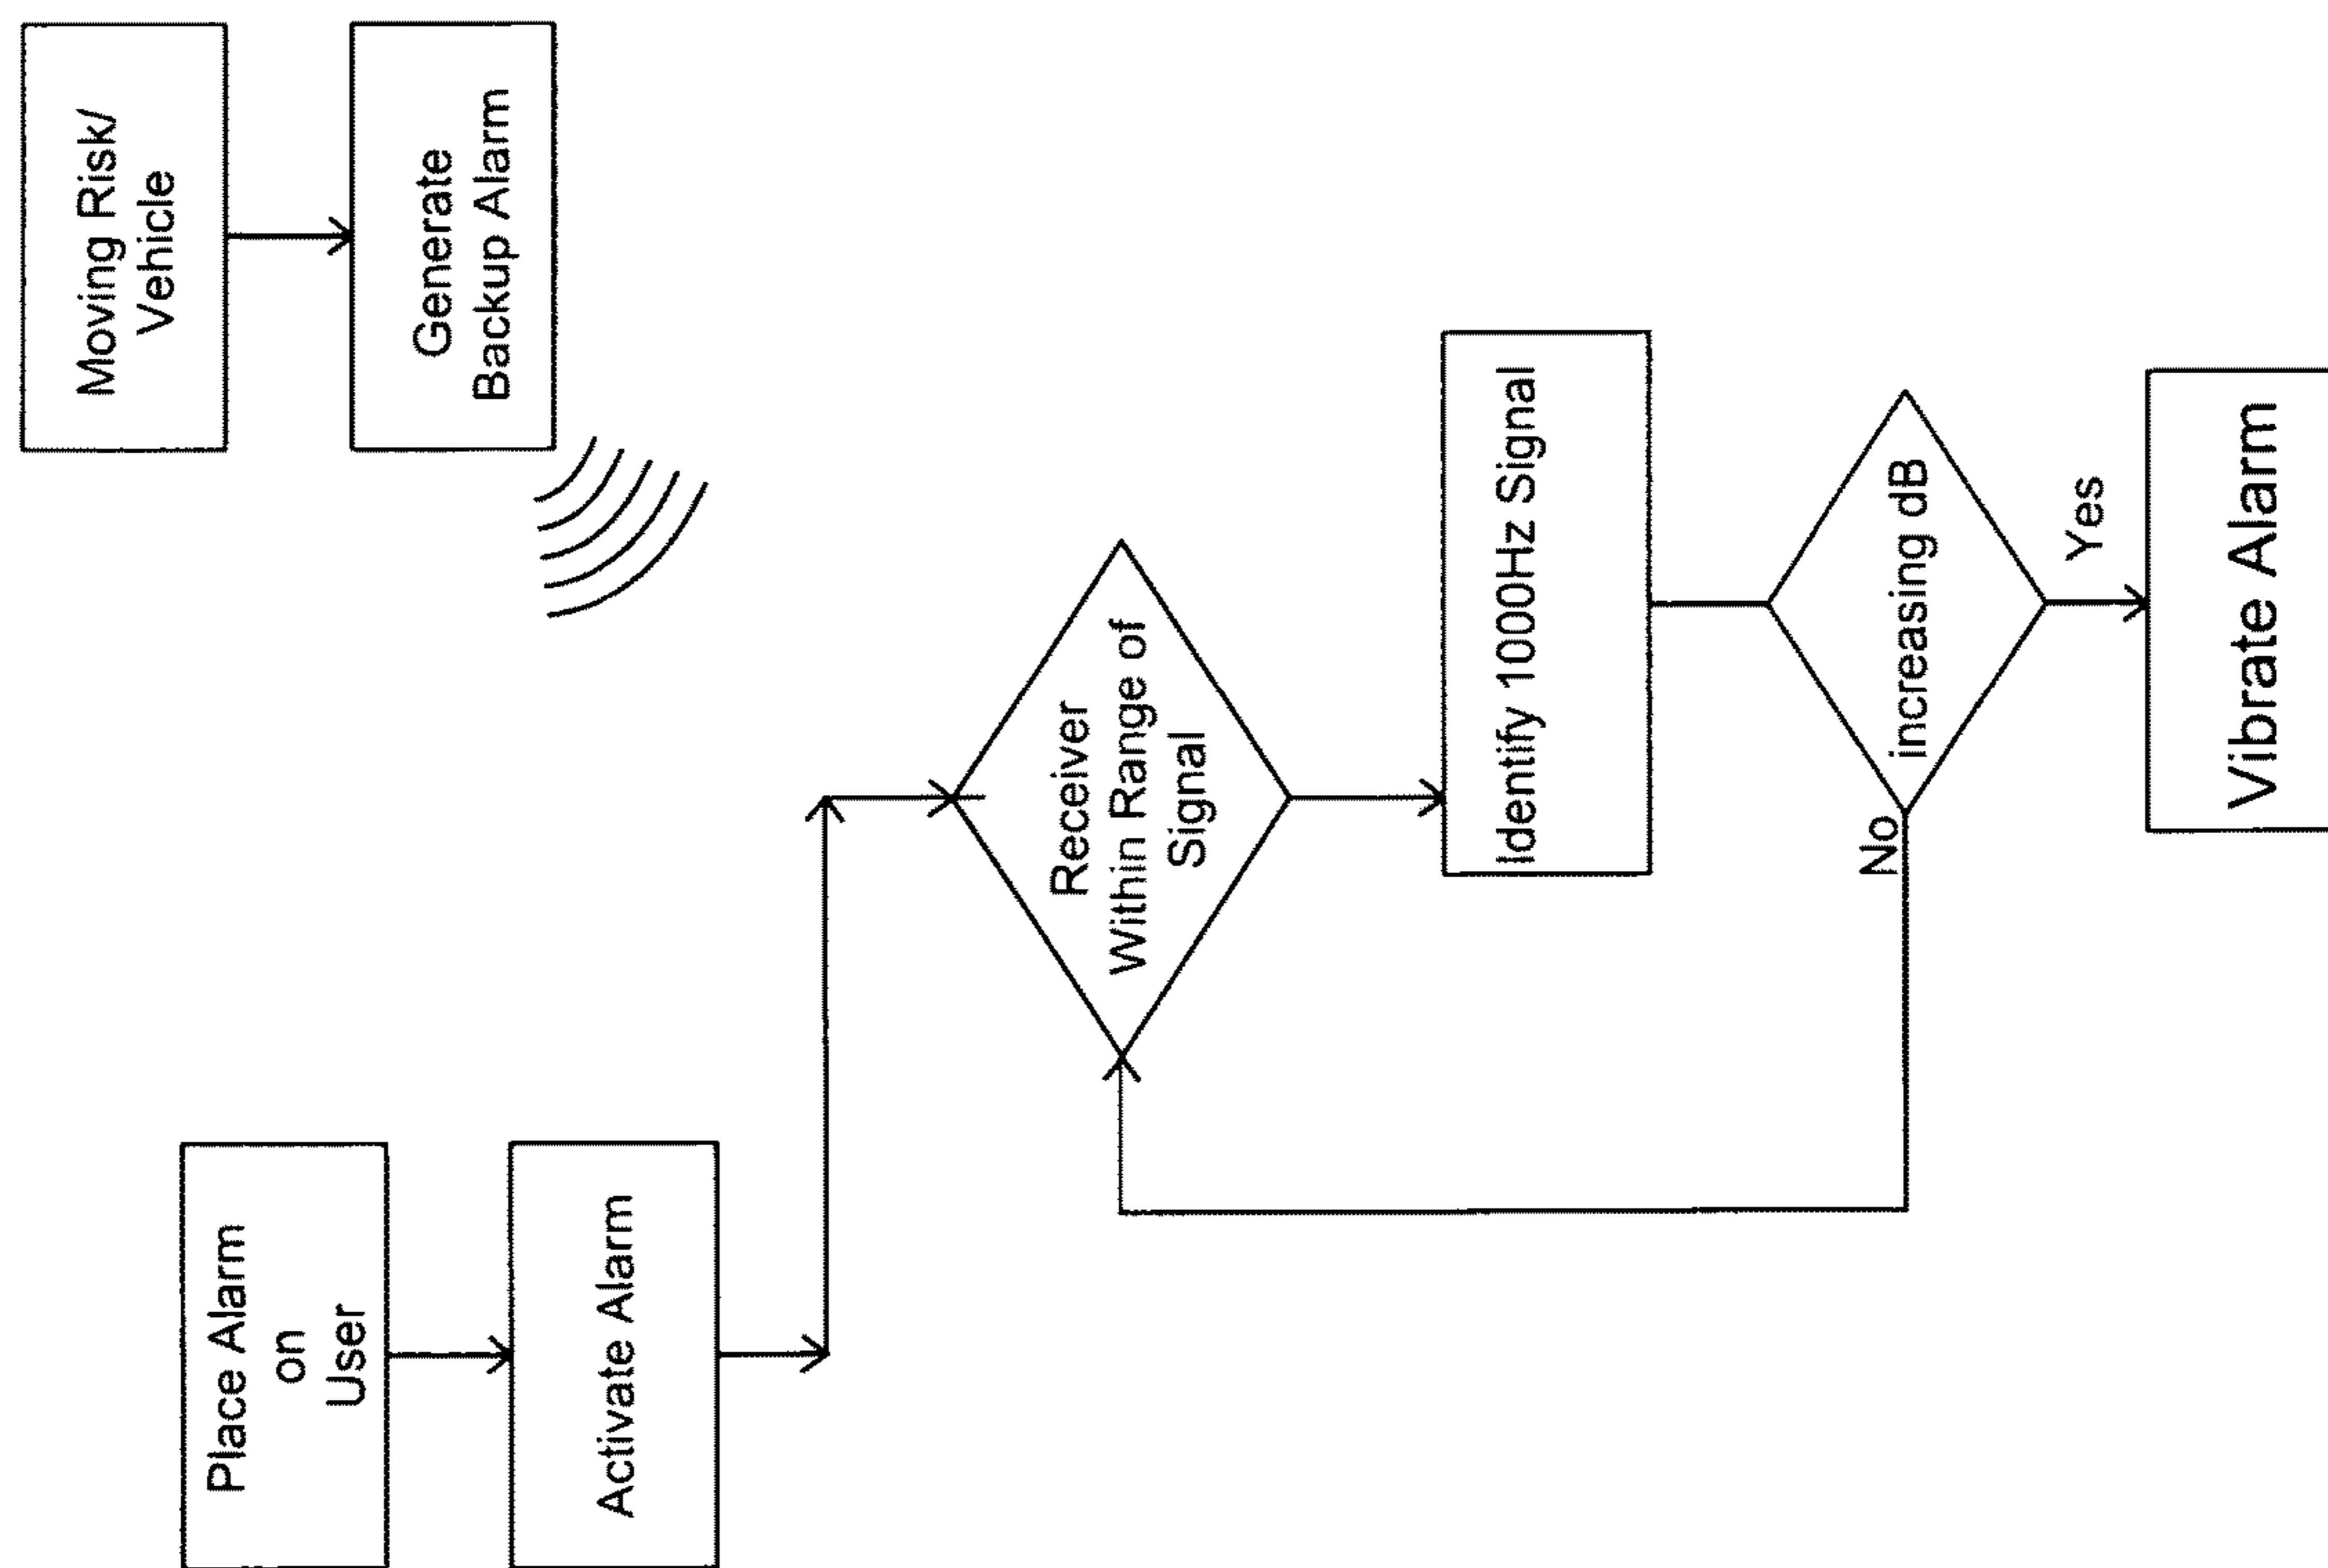 Moving Risk/
Vehicle
Generate
Backup Alarm
Place Alarm
on
User
Activate Alarm
Receiver
Within Range of
Signal
Identify 1000Hz Signal
increasing dB
No
Yes
Vibrate Alarm